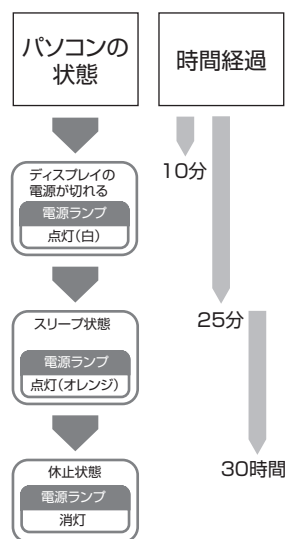 パソコンの
状態
時間経過
ディスプレイの
電源が切れる
電源ランプ
点灯(白)
10分
スリープ状態
電源ランプ
点灯(オレンジ)
25分
休止状態
電源ランプ
消灯
30時間